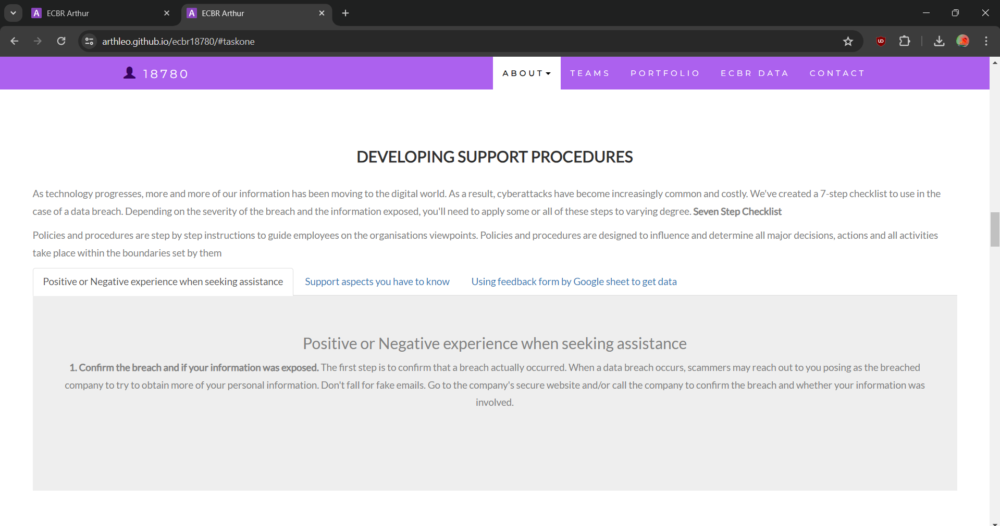 ECBR Arthur
ECBR Arthur
arthleo.github.io/ecbr18780/#taskone
18780
ABOUT
TEAMS
PORTFOLIO
ECBR DATA
CONTACT
DEVELOPING SUPPORT PROCEDURES
As technology progresses, more and more of our information has been moving to the digital world. As a result, cyberattacks have become increasingly common and costly. We've created a 7-step checklist to use in the
case of a data breach. Depending on the severity of the breach and the information exposed, you'll need to apply some or all of these steps to varying degree. Seven Step Checklist
Policies and procedures are step by step instructions to guide employees on the organisations viewpoints. Policies and procedures are designed to influence and determine all major decisions, actions and all activities
take place within the boundaries set by them
Positive or Negative experience when seeking assistance
Support aspects you have to know
Using feedback form by Google sheet to get data
Positive or Negative experience when seeking assistance
1. Confirm the breach and if your information was exposed. The first step is to confirm that a breach actually occurred. When a data breach occurs, scammers may reach out to you posing as the breached
company to try to obtain more of your personal information. Don't fall for fake emails. Go to the company's secure website and/or call the company to confirm the breach and whether your information was
involved.